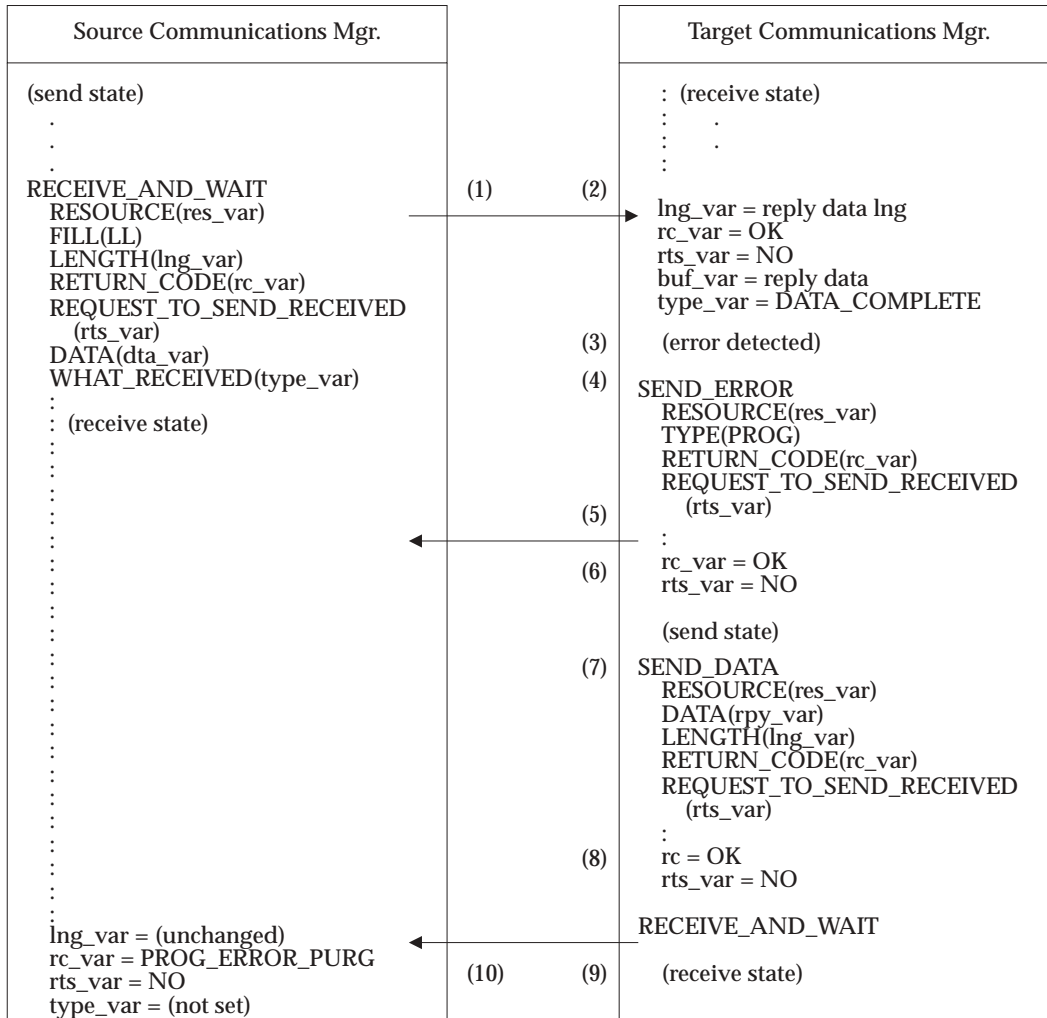 Source Communications Mgr.
(send state)
.
.
.
RECEIVE_AND_WAIT
RESOURCE(res_var)
FILL(LL)
LENGTH(lng_var)
RETURN_CODE(rc_var)
REQUEST_TO_SEND_RECEIVED
(rts_var)
DATA(dta_var)
WHAT_RECEIVED(type_var)
: (receive state)
lng_var = (unchanged)
rc_var = PROG_ERROR_PURG
rts_var = NO
type_var = (not set)
(1)
(10)
(2)
(3)
(4)
(5)
(6)
(7)
(8)
(9)
Target Communications Mgr.
: (receive state)
: .
: .
:
lng_var = reply data lng
rc_var = OK
rts_var = NO
buf_var = reply data
type_var = DATA_COMPLETE
(error detected)
SEND_ERROR
RESOURCE(res_var)
TYPE(PROG)
RETURN_CODE(rc_var)
REQUEST_TO_SEND_RECEIVED
(rts_var)
:
rc_var = OK
rts_var = NO
(send state)
SEND_DATA
RESOURCE(res_var)
DATA(rpy_var)
LENGTH(lng_var)
RETURN_CODE(rc_var)
REQUEST_TO_SEND_RECEIVED
(rts_var)
:
rc = OK
rts_var = NO
RECEIVE_AND_WAIT
(receive state)